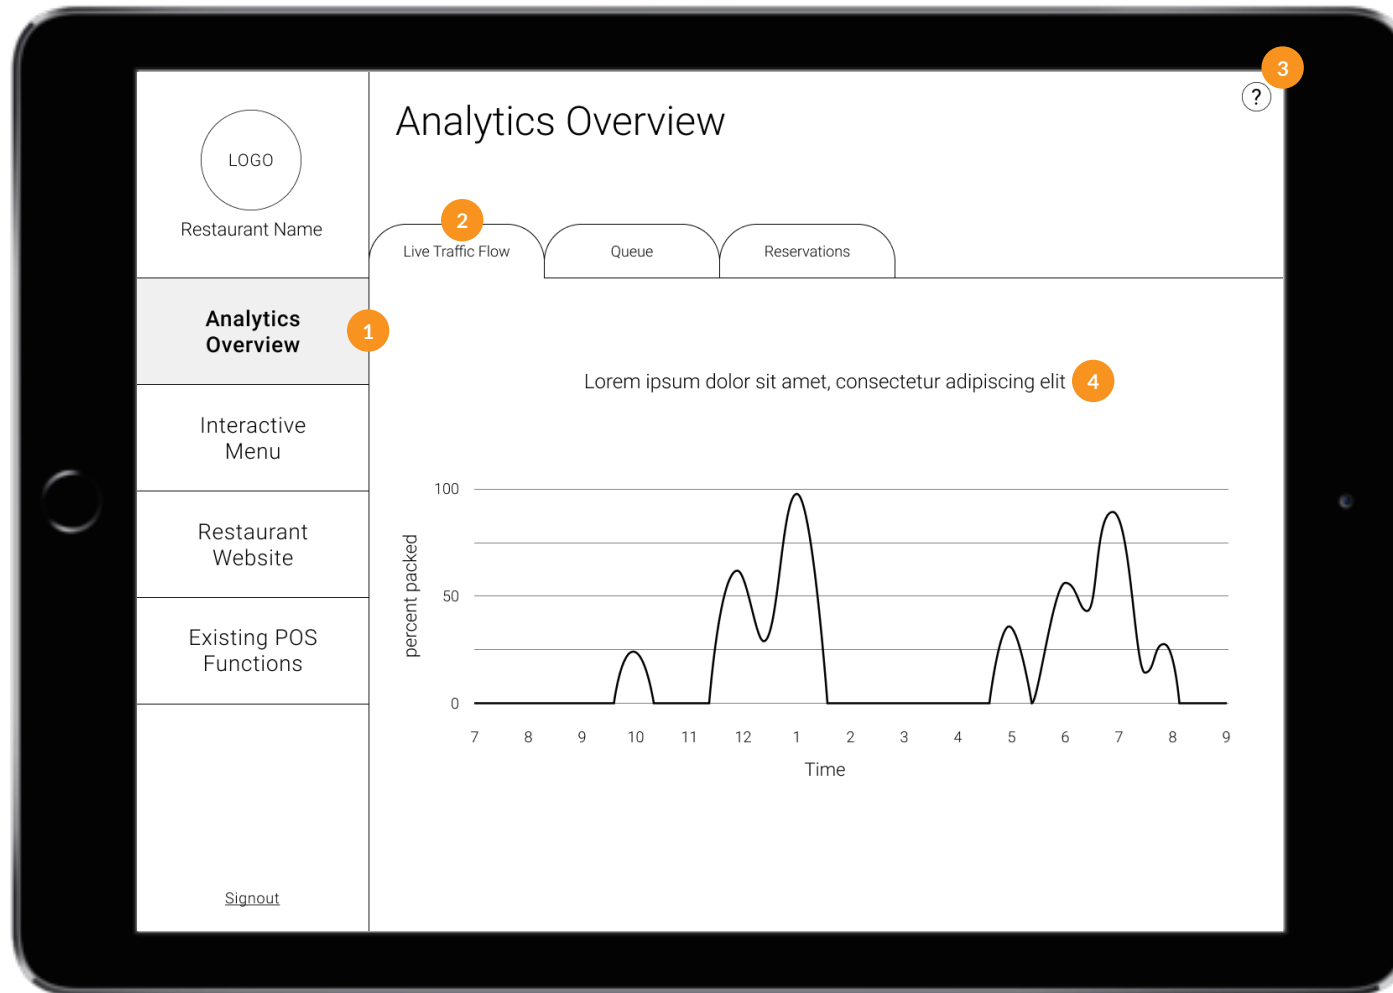 3
?
Analytics Overview
LOGO
Restaurant Name
2
Live Traffic Flow
Queue
Reservations
Analytics
Overview
1
Interactive
Menu
Restaurant
Website
Existing POS
Functions
Signout
Lorem ipsum dolor sit amet, consectetur adipiscing elit
4
100
50
0
percent packed
7 8 9 10 11 12 1 2 3 4 5 6 7 8 9
Time